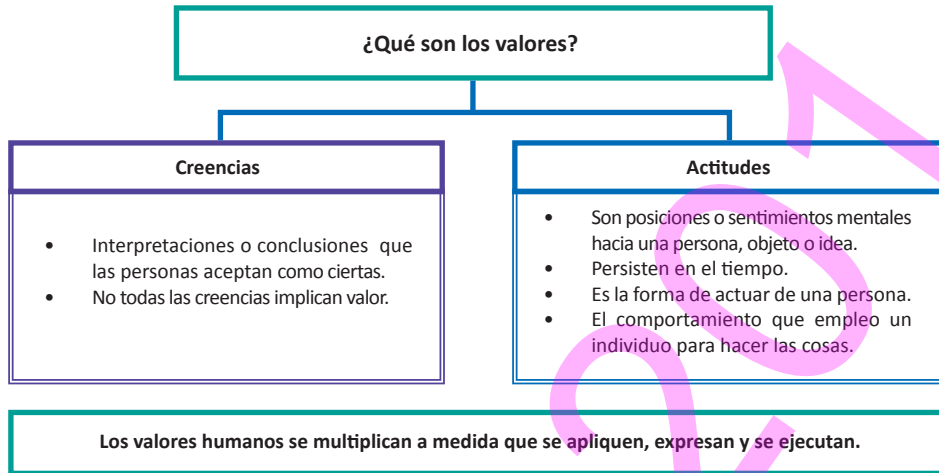 ¿Qué son los valores?
Creencias
• Interpretaciones o conclusiones que
las personas aceptan como ciertas.
• No todas las creencias implican valor.
Actitudes
• Son posiciones o sentimientos mentales
hacia una persona, objeto o idea.
• Persisten en el tiempo.
• Es la forma de actuar de una persona.
• El comportamiento que empleo un
individuo para hacer las cosas.
Los valores humanos se multiplican a medida que se apliquen, expresan y se ejecutan.